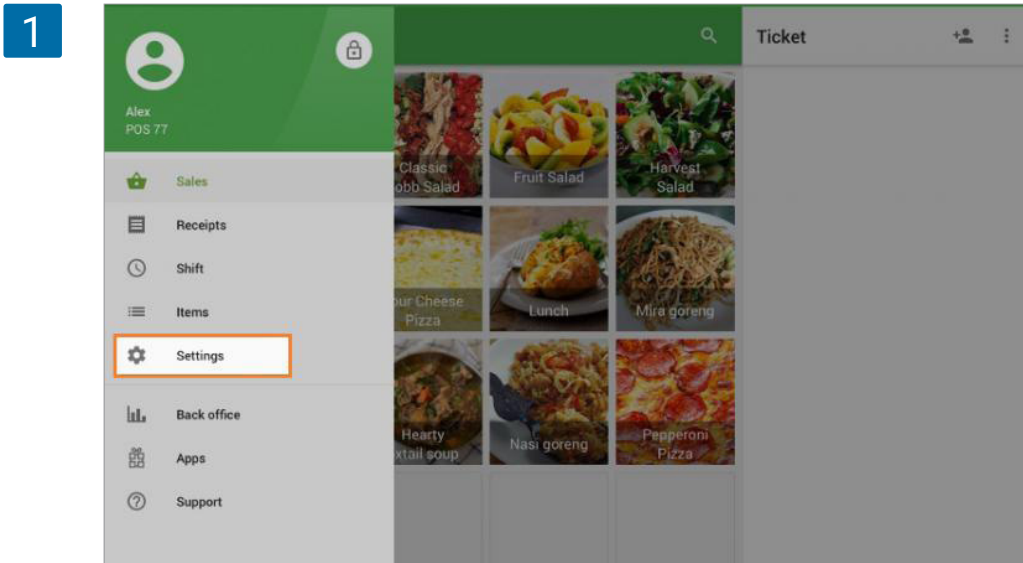 1
Ticket
Alex
POS 77
Sales
Receipts
Shift
Items
Settings
Back office
Apps
Support
Classic
obb Salad
Fruit Salad
Harvest
Salad
our Cheese
Pizza
Lunch
Mira goreng
Hearty
xtail soup
Nasi goreng
Pepperoni
Pizza